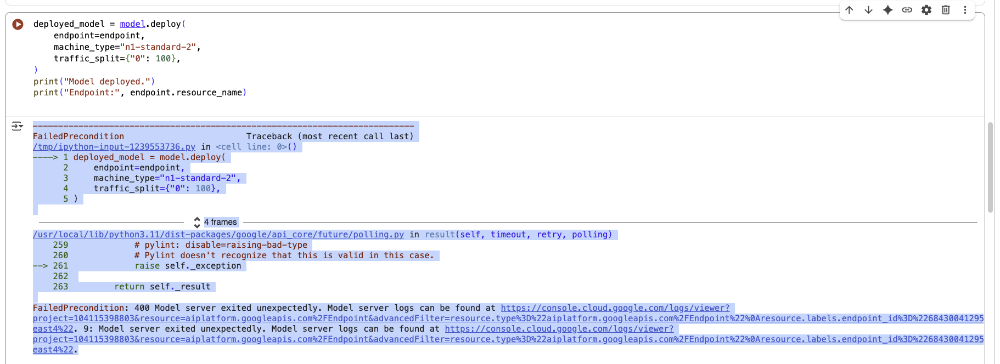 deployed_model = model.deploy(
    endpoint=endpoint,
    machine_type="n1-standard-2",
    traffic_split={"0": 100},
)
print("Model deployed.")
print("Endpoint:", endpoint.resource_name)
---------------------------------------------------------------------------
FailedPrecondition                        Traceback (most recent call last)
/tmp/ipython-input-1239553736.py in <cell line: 0>()
----> 1 deployed_model = model.deploy(
      2     endpoint=endpoint,
      3     machine_type="n1-standard-2",
      4     traffic_split={"0": 100},
      5 )
4 frames
/usr/local/lib/python3.11/dist-packages/google/api_core/future/polling.py in result(self, timeout, retry, polling)
    259             # pylint: disable=raising-bad-type
    260             # Pylint doesn't recognize that this is valid in this case.
--> 261             raise self._exception
    262
    263         return self._result
FailedPrecondition: 400 Model server exited unexpectedly. Model server logs can be found at https://console.cloud.google.com/logs/viewer?
project=104115398803&resource=aiplatform.googleapis.com%2FEndpoint&advancedFilter=resource.type%3D%22aiplatform.googleapis.com%2FEndpoint%22%0Aresource.labels.endpoint_id%3D%2268430041295
east4%22. 9: Model server exited unexpectedly. Model server logs can be found at https://console.cloud.google.com/logs/viewer?
project=104115398803&resource=aiplatform.googleapis.com%2FEndpoint&advancedFilter=resource.type%3D%22aiplatform.googleapis.com%2FEndpoint%22%0Aresource.labels.endpoint_id%3D%2268430041295
east4%22.